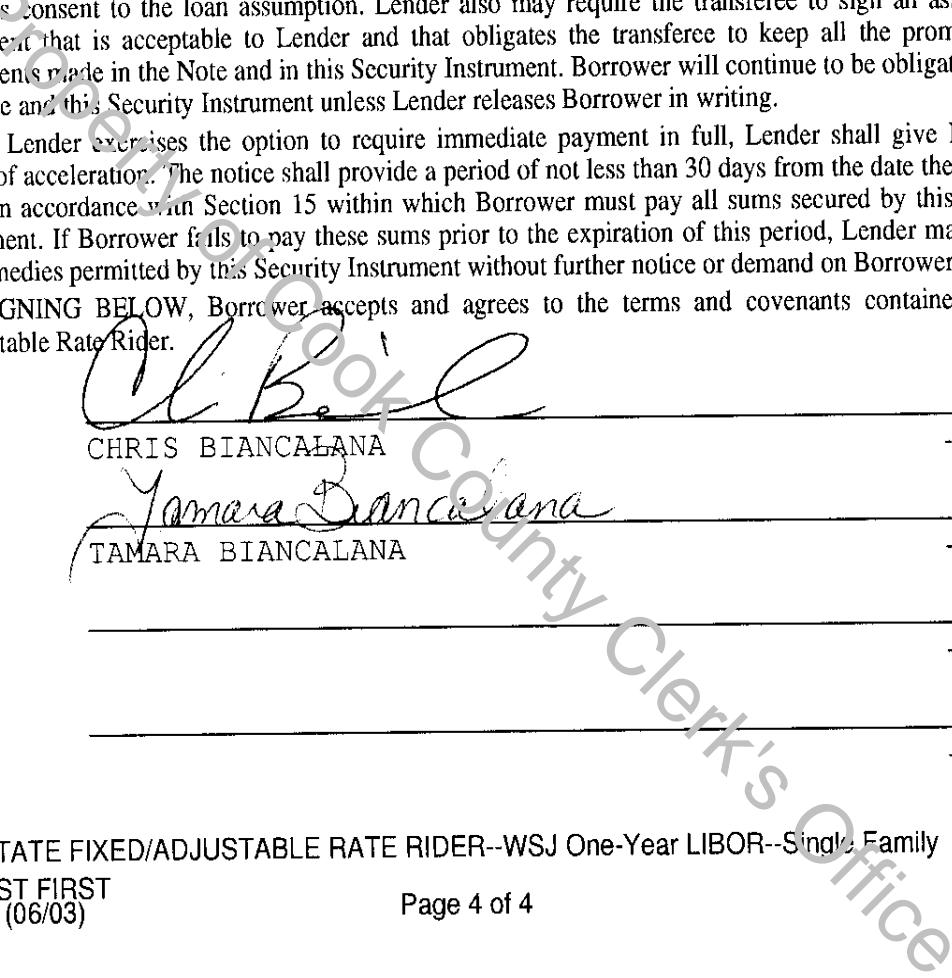 s consent to the loan assumption. Lender also may require the transferee to sign an as
ent that is acceptable to Lender and that obligates the transferee to keep all the prom
ents made in the Note and in this Security Instrument. Borrower will continue to be obligat
e and this Security Instrument unless Lender releases Borrower in writing.
Lender exercises the option to require immediate payment in full, Lender shall give
of acceleration. The notice shall provide a period of not less than 30 days from the date the
n accordance with Section 15 within which Borrower must pay all sums secured by this
ent. If Borrower fails to pay these sums prior to the expiration of this period, Lender ma
nedies permitted by this Security Instrument without further notice or demand on Borrower
GNING BELOW, Borrower accepts and agrees to the terms and covenants containe
table Rate Rider.
CHRIS BIANCALANA
Tamara Biancalana
TAMARA BIANCALANA
TATE FIXED/ADJUSTABLE RATE RIDER--WSJ One-Year LIBOR--Single Family
ST FIRST
(06/03)
Page 4 of 4
Property of Cook County Clerk's Office